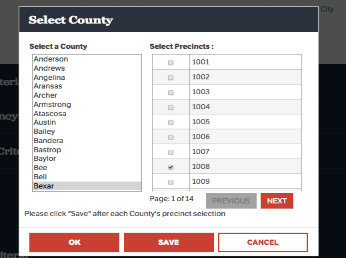 City
Select County
Select a County
Anderson
Andrews
Angelina
Aransas
Archer
Armstrong
Atascosa
Austin
Bailey
Bandera
Bastrop
Baylor
Bee
Bell
Bexar
Select Precincts :
1001
1002
1003
1004
1005
1006
1007
1008
1009
Page: 1 of 14
PREVIOUS
NEXT
Please click "Save" after each County's precinct selection
OK
SAVE
CANCEL